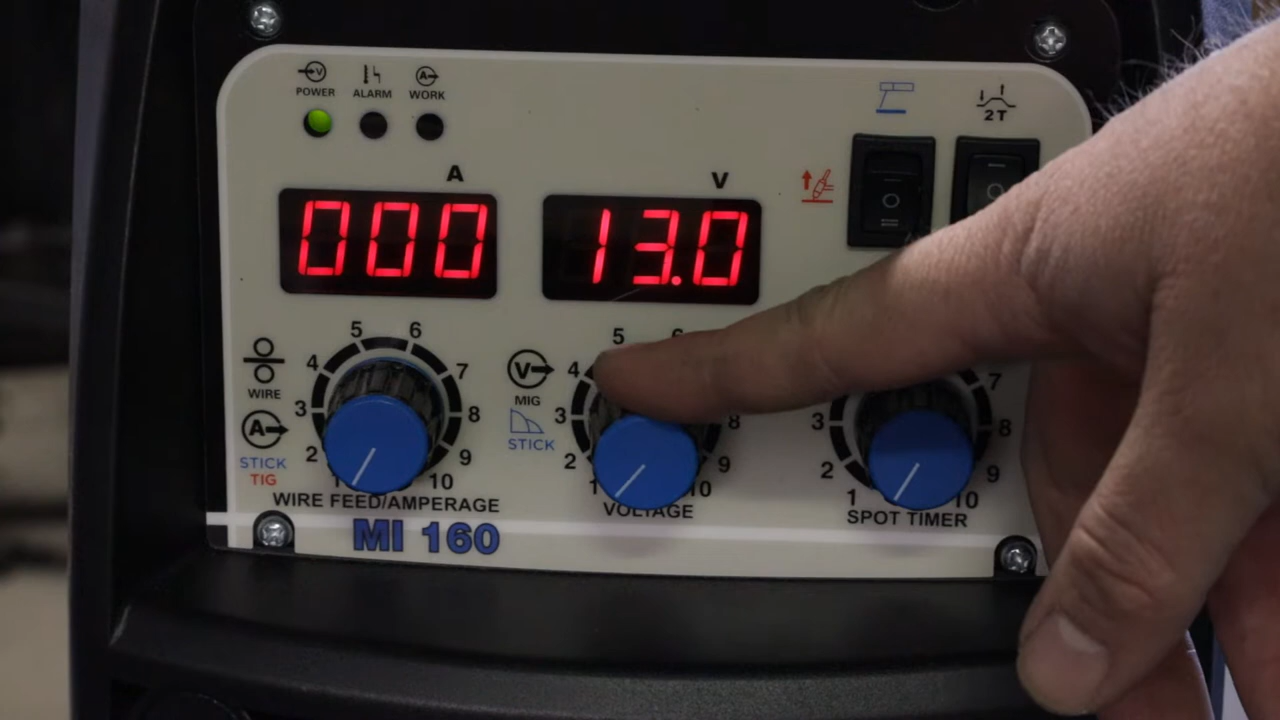 POWER ALARM WORK
2T
A V
000 13.0
5 6 5 6
4 7 4 7
3 8 3 8 3 8
WIRE MIG
A
V
STICK STICK
TIG
2 9 2 9 2 9
1 10 1 10 1 10
WIRE FEED/AMPERAGE VOLTAGE SPOT TIMER
MI 160